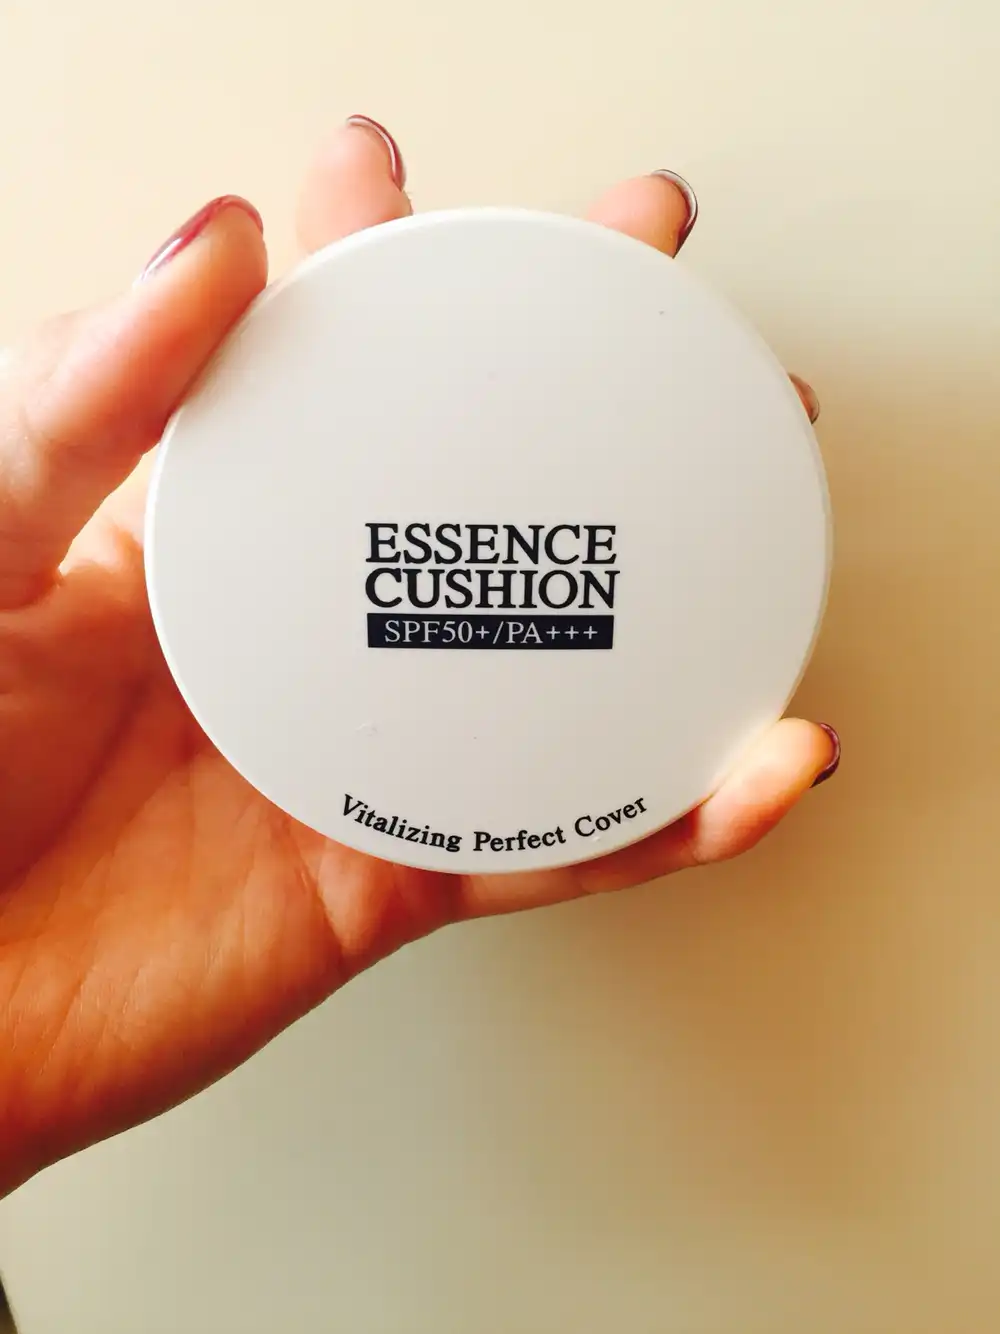 ESSENCE
CUSHION
SPF50+/PA+++
Vitalizing Perfect Cover